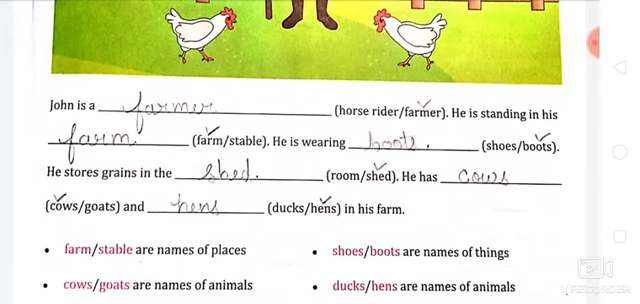 John is a farmer (horse rider/farmer). He is standing in his
farm (farm/stable). He is wearing boots. (shoes/boots).
He stores grains in the shed. (room/shed). He has cows
(cows/goats) and hens (ducks/hens) in his farm.
• farm/stable are names of places
• shoes/boots are names of things
• cows/goats are names of animals
• ducks/hens are names of animals
V RECORDER